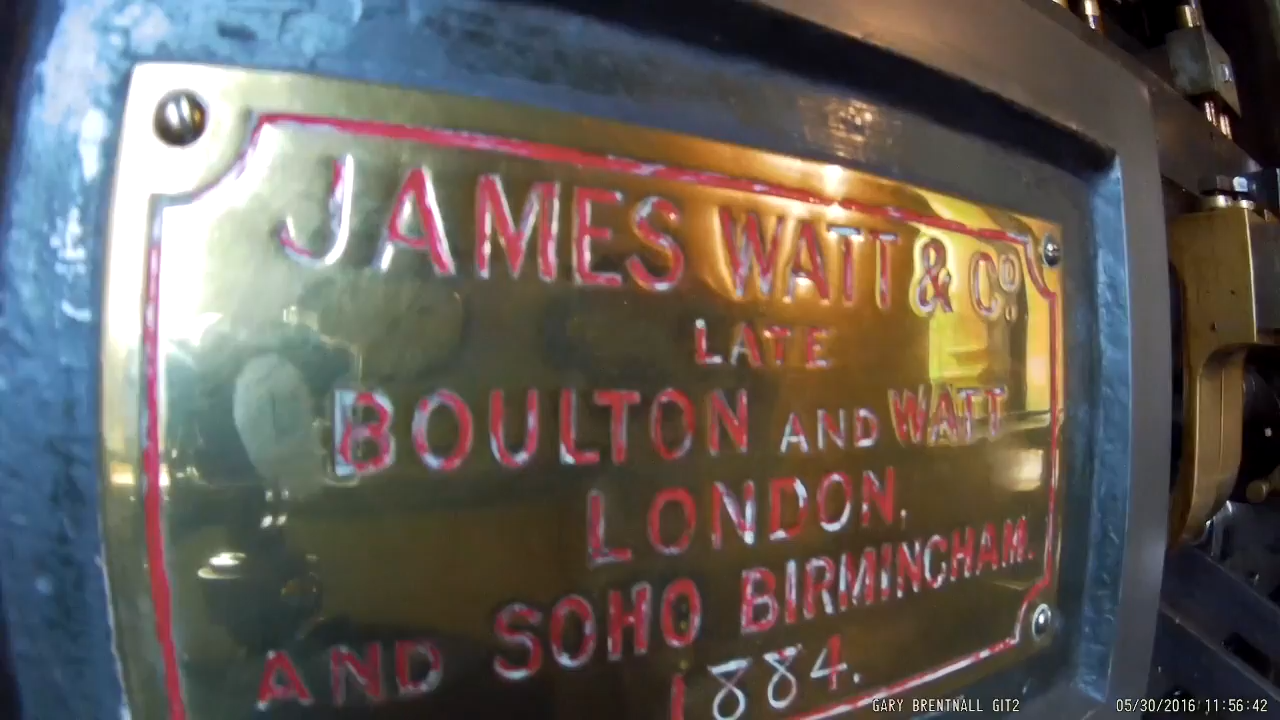 JAMES WATT & Cº
LATE
BOULTON AND WATT
LONDON.
AND SOHO BIRMINGHAM.
1884.
GARY BRENTNALL GIT2 05/30/2016 11:56:42